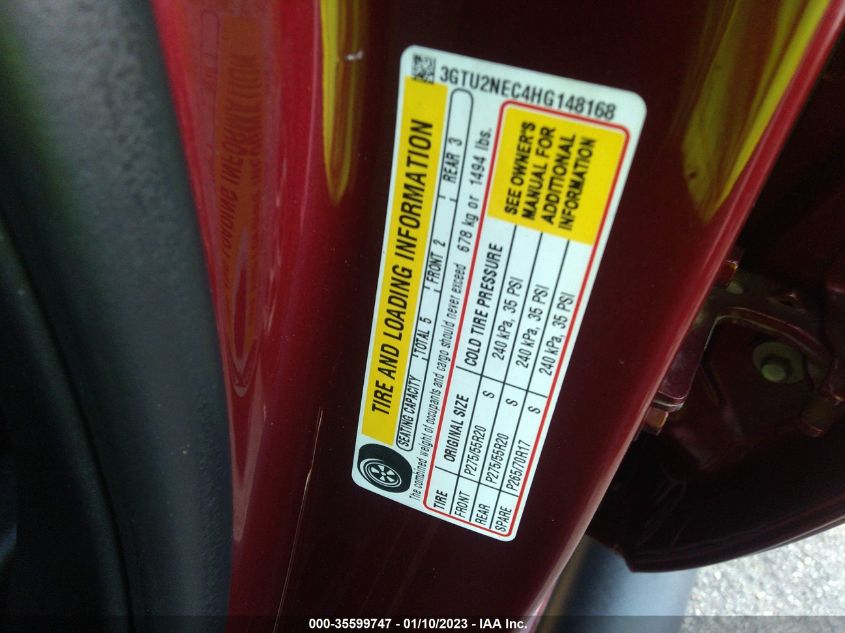 3GTU2NEC4HG148168
TIRE AND LOADING INFORMATION
SEATING CAPACITY TOTAL 5 FRONT 2 REAR 3
The combined weight of occupants and cargo should never exceed 678 kg or 1494 lbs.
TIRE ORIGINAL SIZE COLD TIRE PRESSURE
FRONT P275/55R20 S 240 kPa, 35 PSI
REAR P275/55R20 S 240 kPa, 35 PSI
SPARE P265/70R17 S 240 kPa, 35 PSI
SEE OWNER'S
MANUAL FOR
ADDITIONAL
INFORMATION
000-35599747 — 01/10/2023 — IAA Inc.